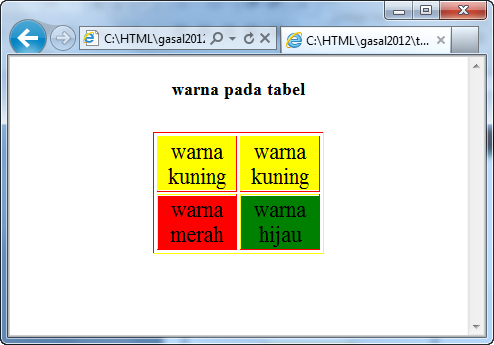 C:\HTML\gasal2012
C:\HTML\gasal2012\t...
warna pada tabel
warna kuning
warna kuning
warna merah
warna hijau